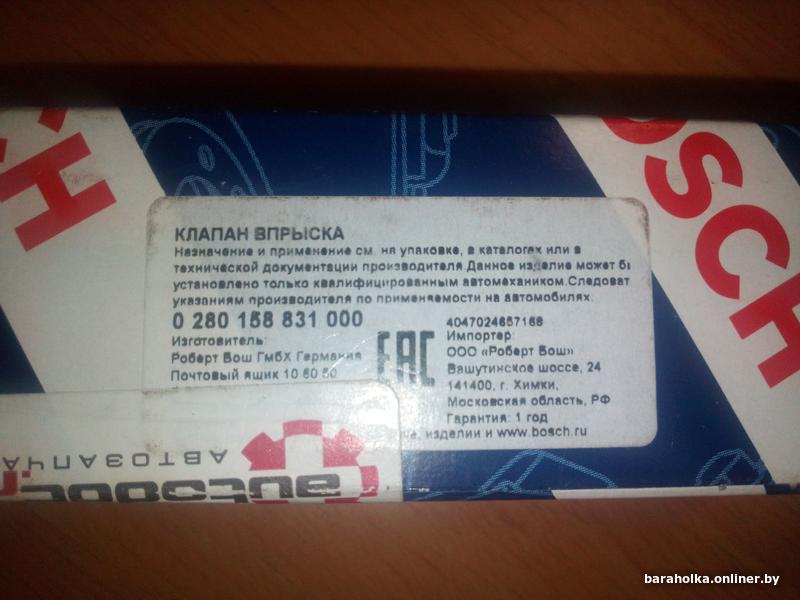 CH
BOSCH
КЛАПАН ВПРЫСКА
Назначение и применение см. на упаковке, в каталогах или в
технической документации производителя.Данное изделие может бы
установлено только квалифицированным автомехаником.Следоват
указаниям производителя по применяемости на автомобилях.
0 280 158 831 000
Изготовитель:
Роберт Бош ГмбХ Германия
Почтовый ящик 10 60 50
EAC
4047024657168
Импортер:
ООО «Роберт Бош»
Вашутинское шоссе, 24
141400, г. Химки,
Московская область, РФ
Гарантия: 1 год
изделии и www.bosch.ru
АВТОЗАПЧА
baraholka.onliner.by